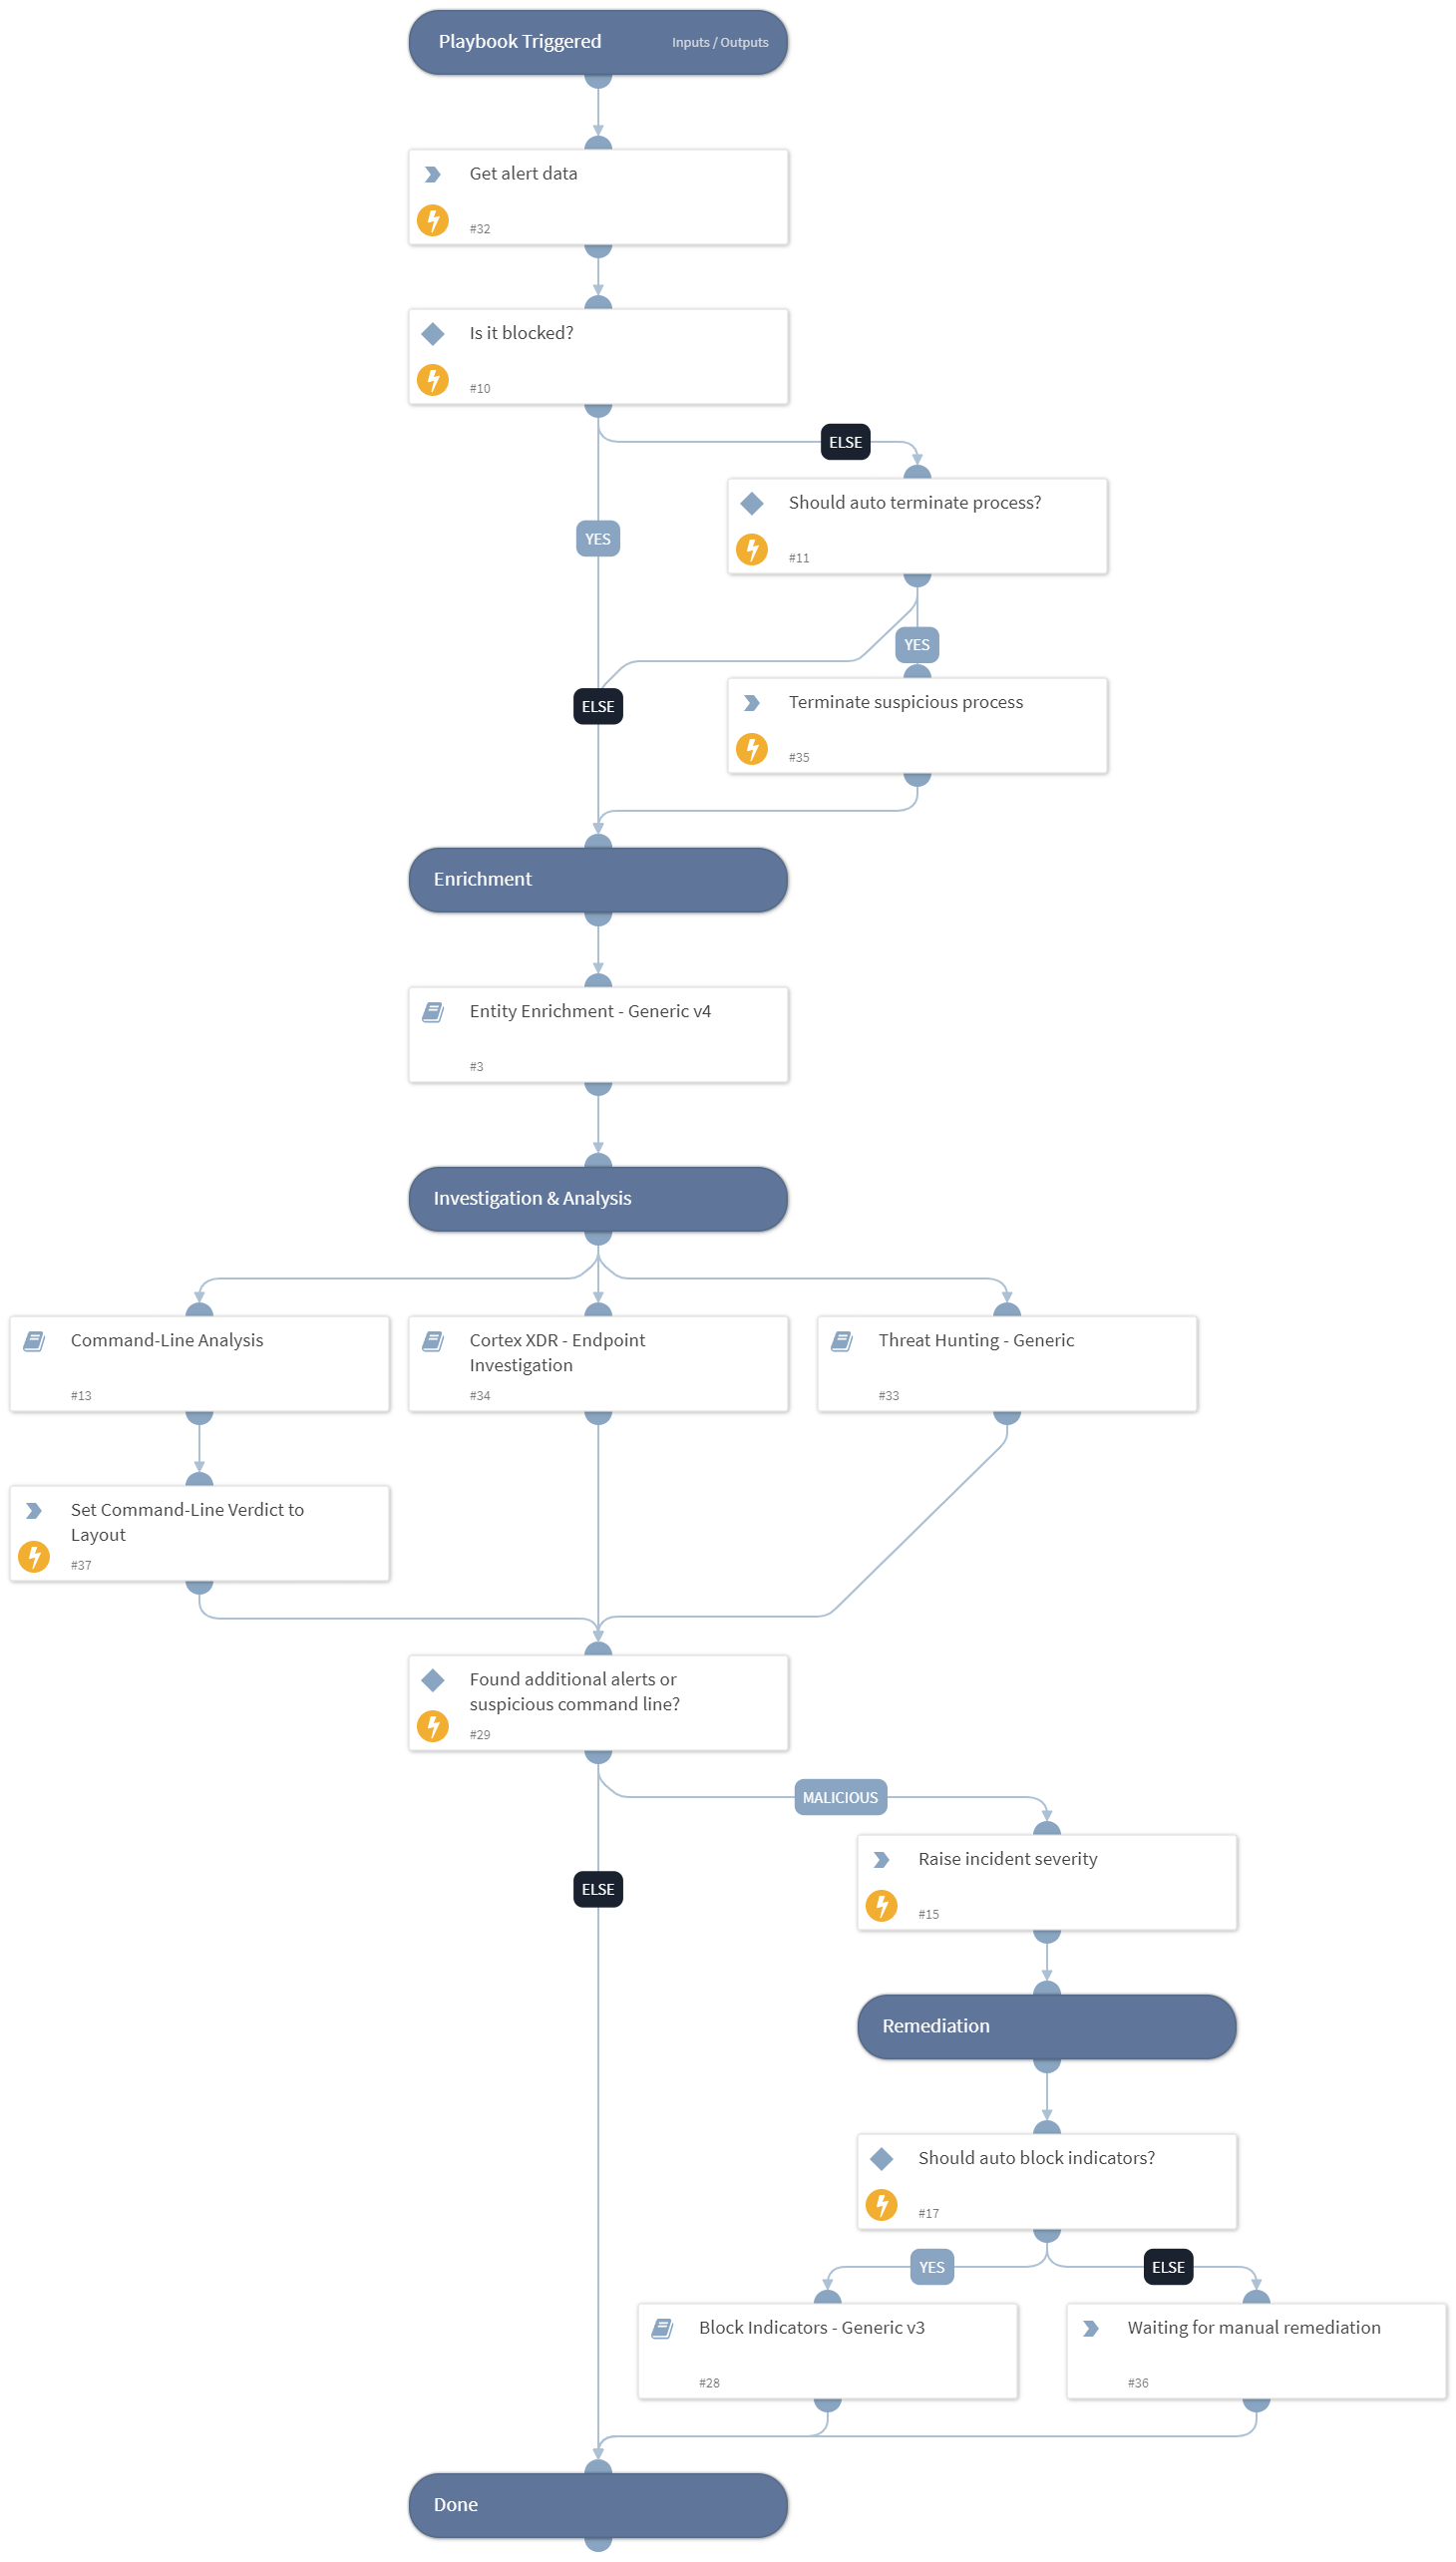 Playbook Triggered
Inputs / Outputs
Get alert data
#32
Is it blocked?
#10
ELSE
Should auto terminate process?
#11
YES
YES
ELSE
Terminate suspicious process
#35
Enrichment
Entity Enrichment - Generic v4
#3
Investigation & Analysis
Command-Line Analysis
#13
Cortex XDR - Endpoint
Investigation
#34
Threat Hunting - Generic
#33
Set Command-Line Verdict to
Layout
#37
Found additional alerts or
suspicious command line?
#29
MALICIOUS
ELSE
Raise incident severity
#15
Remediation
Should auto block indicators?
#17
YES
ELSE
Block Indicators - Generic v3
#28
Waiting for manual remediation
#36
Done